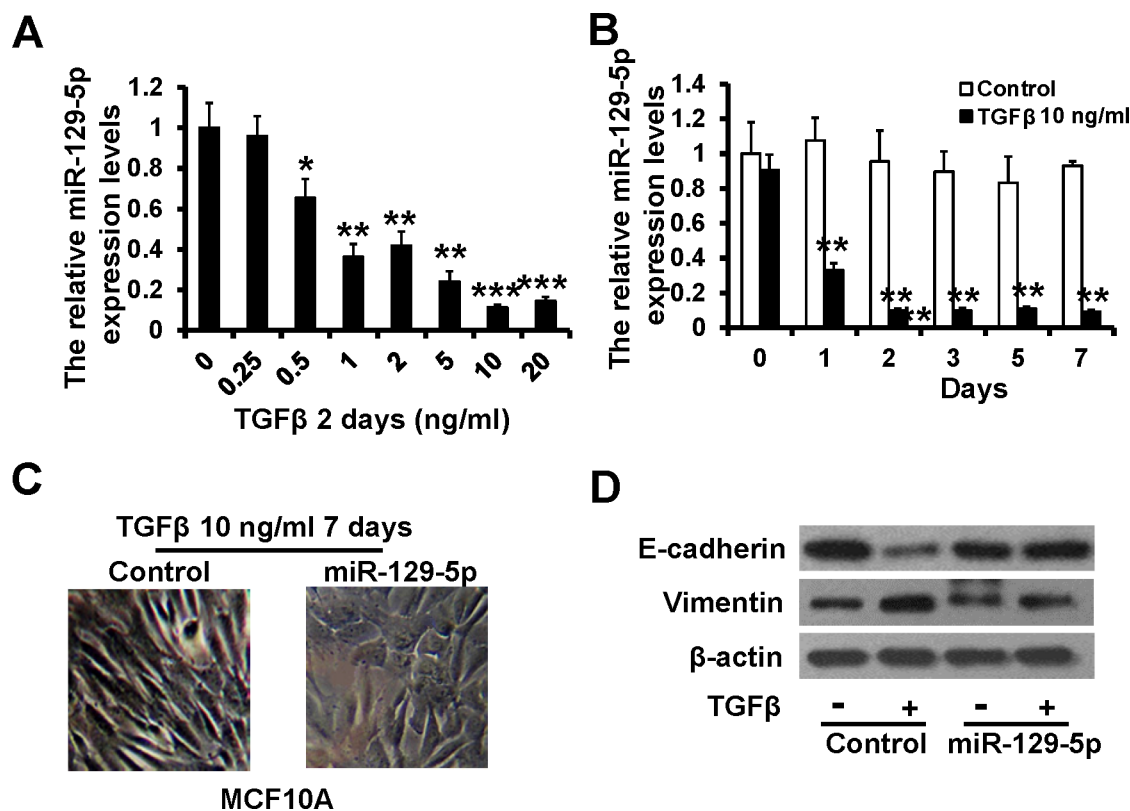 A
The relative miR-129-5p
expression levels
1.2
1
0.8
0.6
0.4
0.2
0
*
**
**
**
***
***
0
0.25
0.5
1
2
5
10
20
TGFβ 2 days (ng/ml)
B
The relative miR-129-5p
expression levels
1.4
1.2
1
0.8
0.6
0.4
0.2
0
Control
TGFβ 10 ng/ml
**
**
**
**
**
**
0
1
2
3
5
7
Days
C
TGFβ 10 ng/ml 7 days
Control
miR-129-5p
MCF10A
D
E-cadherin
Vimentin
β-actin
TGFβ - + - +
Control
miR-129-5p